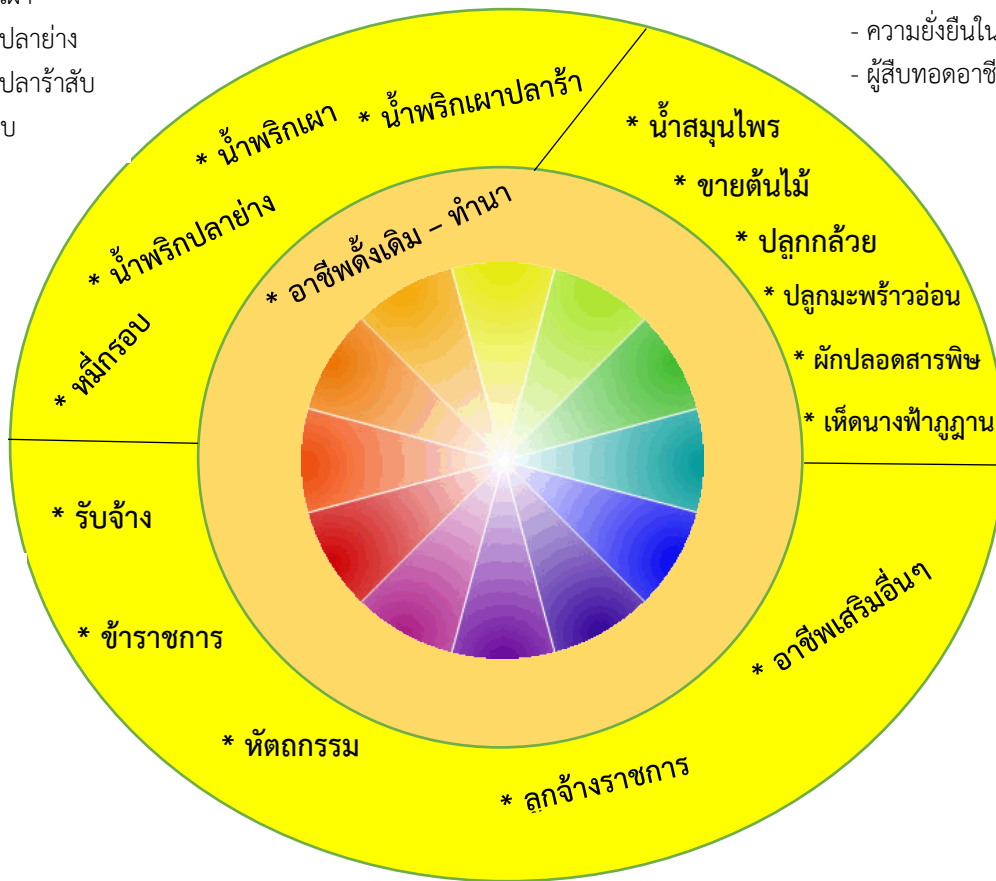 ปลาย่าง
ปลาร้าสับ
- ความยั่งยืนใน
- ผู้สืบทอดอาชี
* น้ำพริกเผา
* น้ำพริกเผาปลาร้า
* น้ำพริกปลาย่าง
* หมี่กรอบ
* น้ำสมุนไพร
* ขายต้นไม้
* ปลูกกล้วย
* ปลูกมะพร้าวอ่อน
* ผักปลอดสารพิษ
* เห็ดนางฟ้าภูฏาน
* อาชีพดั้งเดิม – ทำนา
* รับจ้าง
* ข้าราชการ
* หัตถกรรม
* ลูกจ้างราชการ
* อาชีพเสริมอื่นๆ